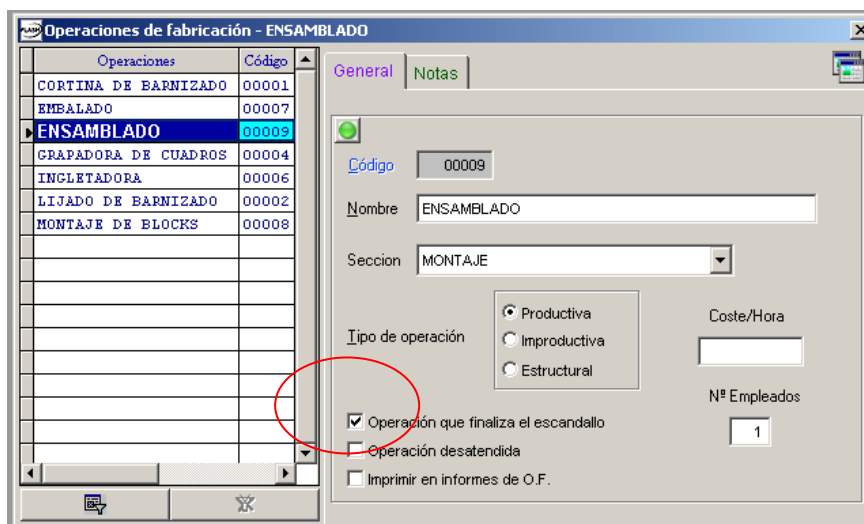 Operaciones de fabricación - ENSAMBLADO
Operaciones Código
CORTINA DE BARNIZADO 00001
EMBALADO 00007
ENSAMBLADO 00009
GRAPADORA DE CUADROS 00004
INGLETADORA 00006
LIJADO DE BARNIZADO 00002
MONTAJE DE BLOCKS 00008
General Notas
Código 00009
Nombre ENSAMBLADO
Seccion MONTAJE
Tipo de operación
Productiva
Improductiva
Estructural
Coste/Hora
Nº Empleados
1
Operación que finaliza el escandallo
Operación desatendida
Imprimir en informes de O.F.